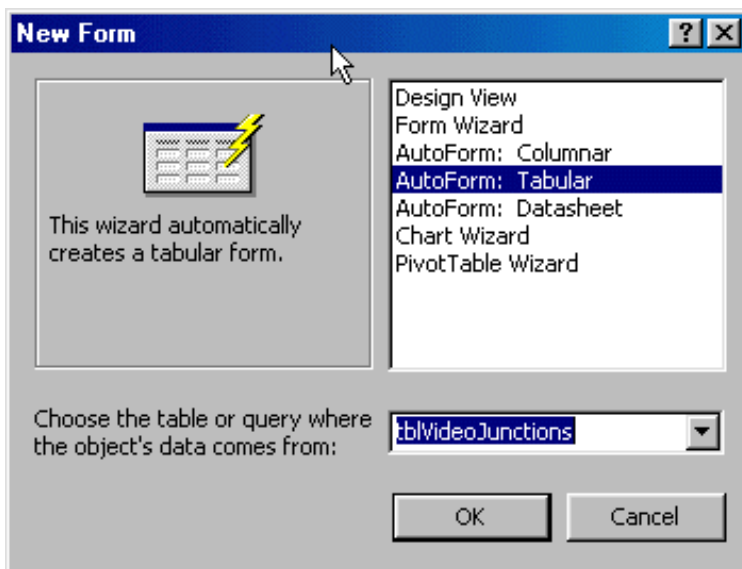 New Form
This wizard automatically
creates a tabular form.
Design View
Form Wizard
AutoForm: Columnar
AutoForm: Tabular
AutoForm: Datasheet
Chart Wizard
PivotTable Wizard
Choose the table or query where
the object's data comes from:
tblVideoJunctions
OK
Cancel